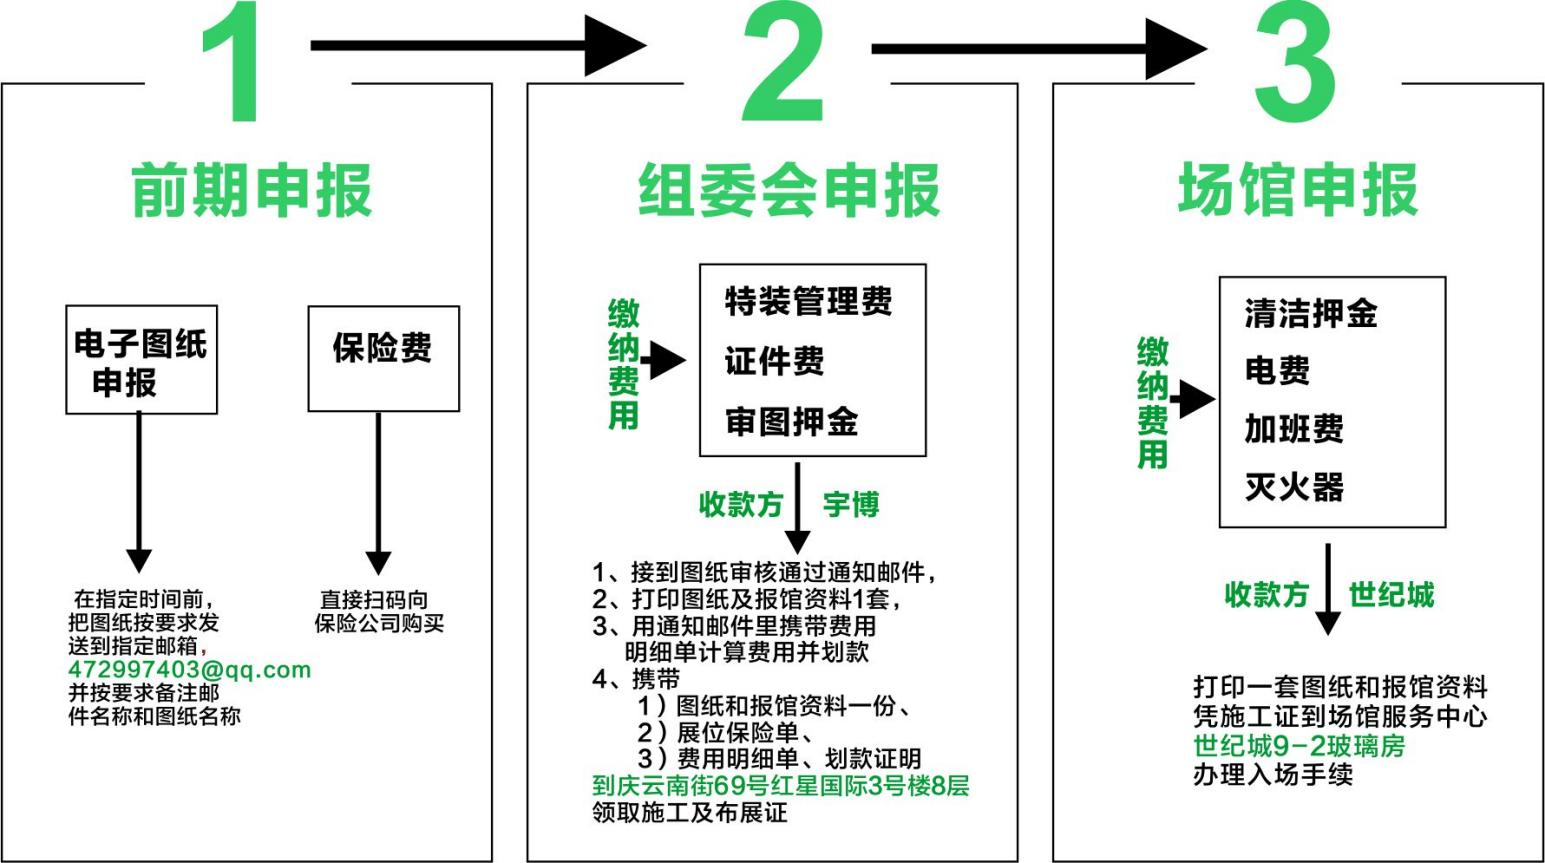 1
前期申报
电子图纸
申报
保险费
在指定时间前，
把图纸按要求发
送到指定邮箱，
472997403@qq.com
并按要求备注邮
件名称和图纸名称
直接扫码向
保险公司购买
2
组委会申报
缴纳费用
特装管理费
证件费
审图押金
收款方 宇博
1、接到图纸审核通过通知邮件，
2、打印图纸及报馆资料1套，
3、用通知邮件里携带费用
明细单计算费用并划款
4、携带
1）图纸和报馆资料一份、
2）展位保险单、
3）费用明细单、划款证明
到庆云南街69号红星国际3号楼8层
领取施工及布展证
3
场馆申报
缴纳费用
清洁押金
电费
加班费
灭火器
收款方 世纪城
打印一套图纸和报馆资料
凭施工证到场馆服务中心
世纪城9-2玻璃房
办理入场手续